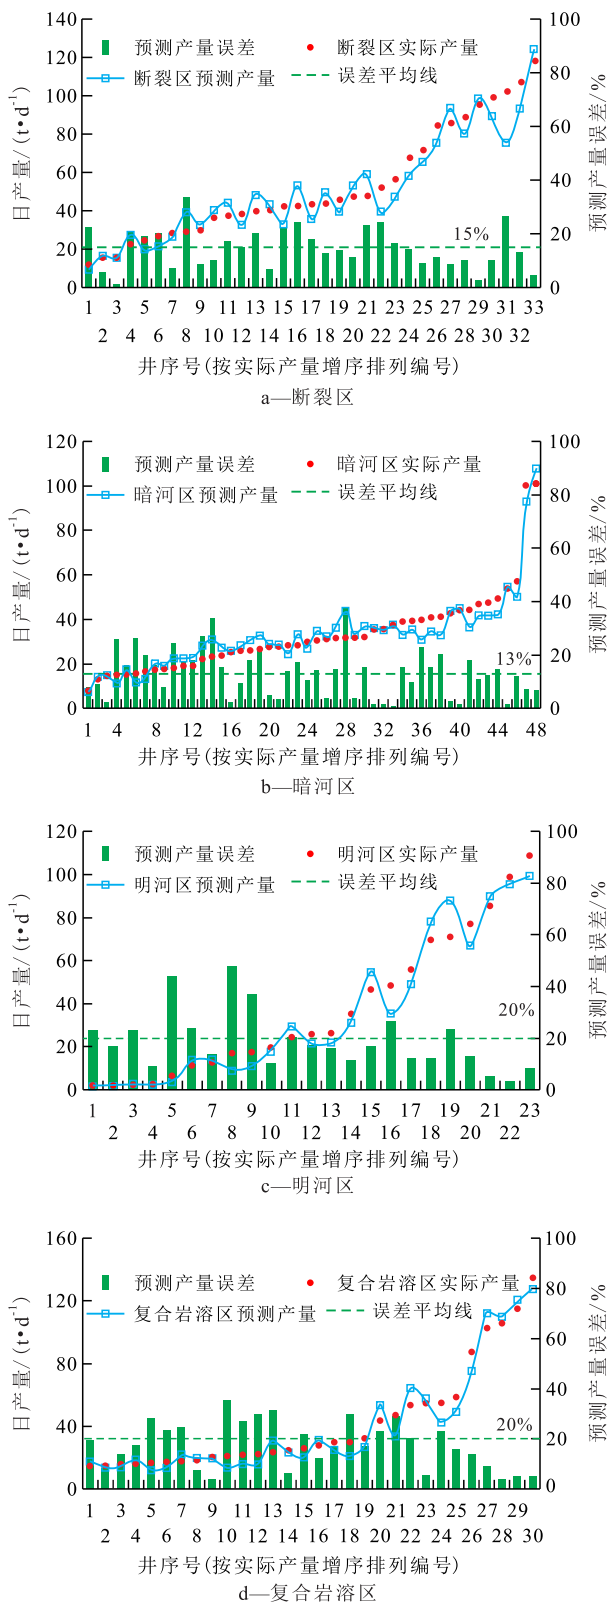 140 100
预测产量误差 断裂区实际产量
断裂区预测产量 误差平均线
120
100
80
60
40
20
0
80
60
40
20
0
日产量/(t•d⁻¹)
预测产量误差/%
15%
1 3 5 7 9 11 13 15 17 19 21 23 25 27 29 31 33
2 4 6 8 10 12 14 16 18 20 22 24 26 28 30 32
井序号(按实际产量增序排列编号)
a—断裂区
120 100
预测产量误差 暗河区实际产量
暗河区预测产量 误差平均线
100
80
60
40
20
0
80
60
40
20
0
日产量/(t•d⁻¹)
预测产量误差/%
13%
1 4 8 12 16 20 24 28 32 36 40 44 48
井序号(按实际产量增序排列编号)
b—暗河区
120 100
预测产量误差 明河区实际产量
明河区预测产量 误差平均线
100
80
60
40
20
0
80
60
40
20
0
日产量/(t•d⁻¹)
预测产量误差/%
20%
1 3 5 7 9 11 13 15 17 19 21 23
2 4 6 8 10 12 14 16 18 20 22
井序号(按实际产量增序排列编号)
c—明河区
160 100
预测产量误差 复合岩溶区实际产量
复合岩溶区预测产量 误差平均线
120
80
40
0
80
60
40
20
0
日产量/(t•d⁻¹)
预测产量误差/%
20%
1 3 5 7 9 11 13 15 17 19 21 23 25 27 29
2 4 6 8 10 12 14 16 18 20 22 24 26 28 30
井序号(按实际产量增序排列编号)
d—复合岩溶区